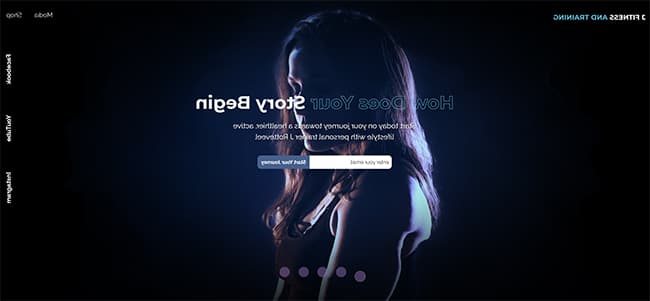 J FITNESS AND TRAINING
Media
Shop
Facebook
YouTube
Instagram
How Does Your Story Begin
Start today on your journey towards a healthier, active
lifestyle with personal trainer J Rotteveel
enter your email
Start Your Journey